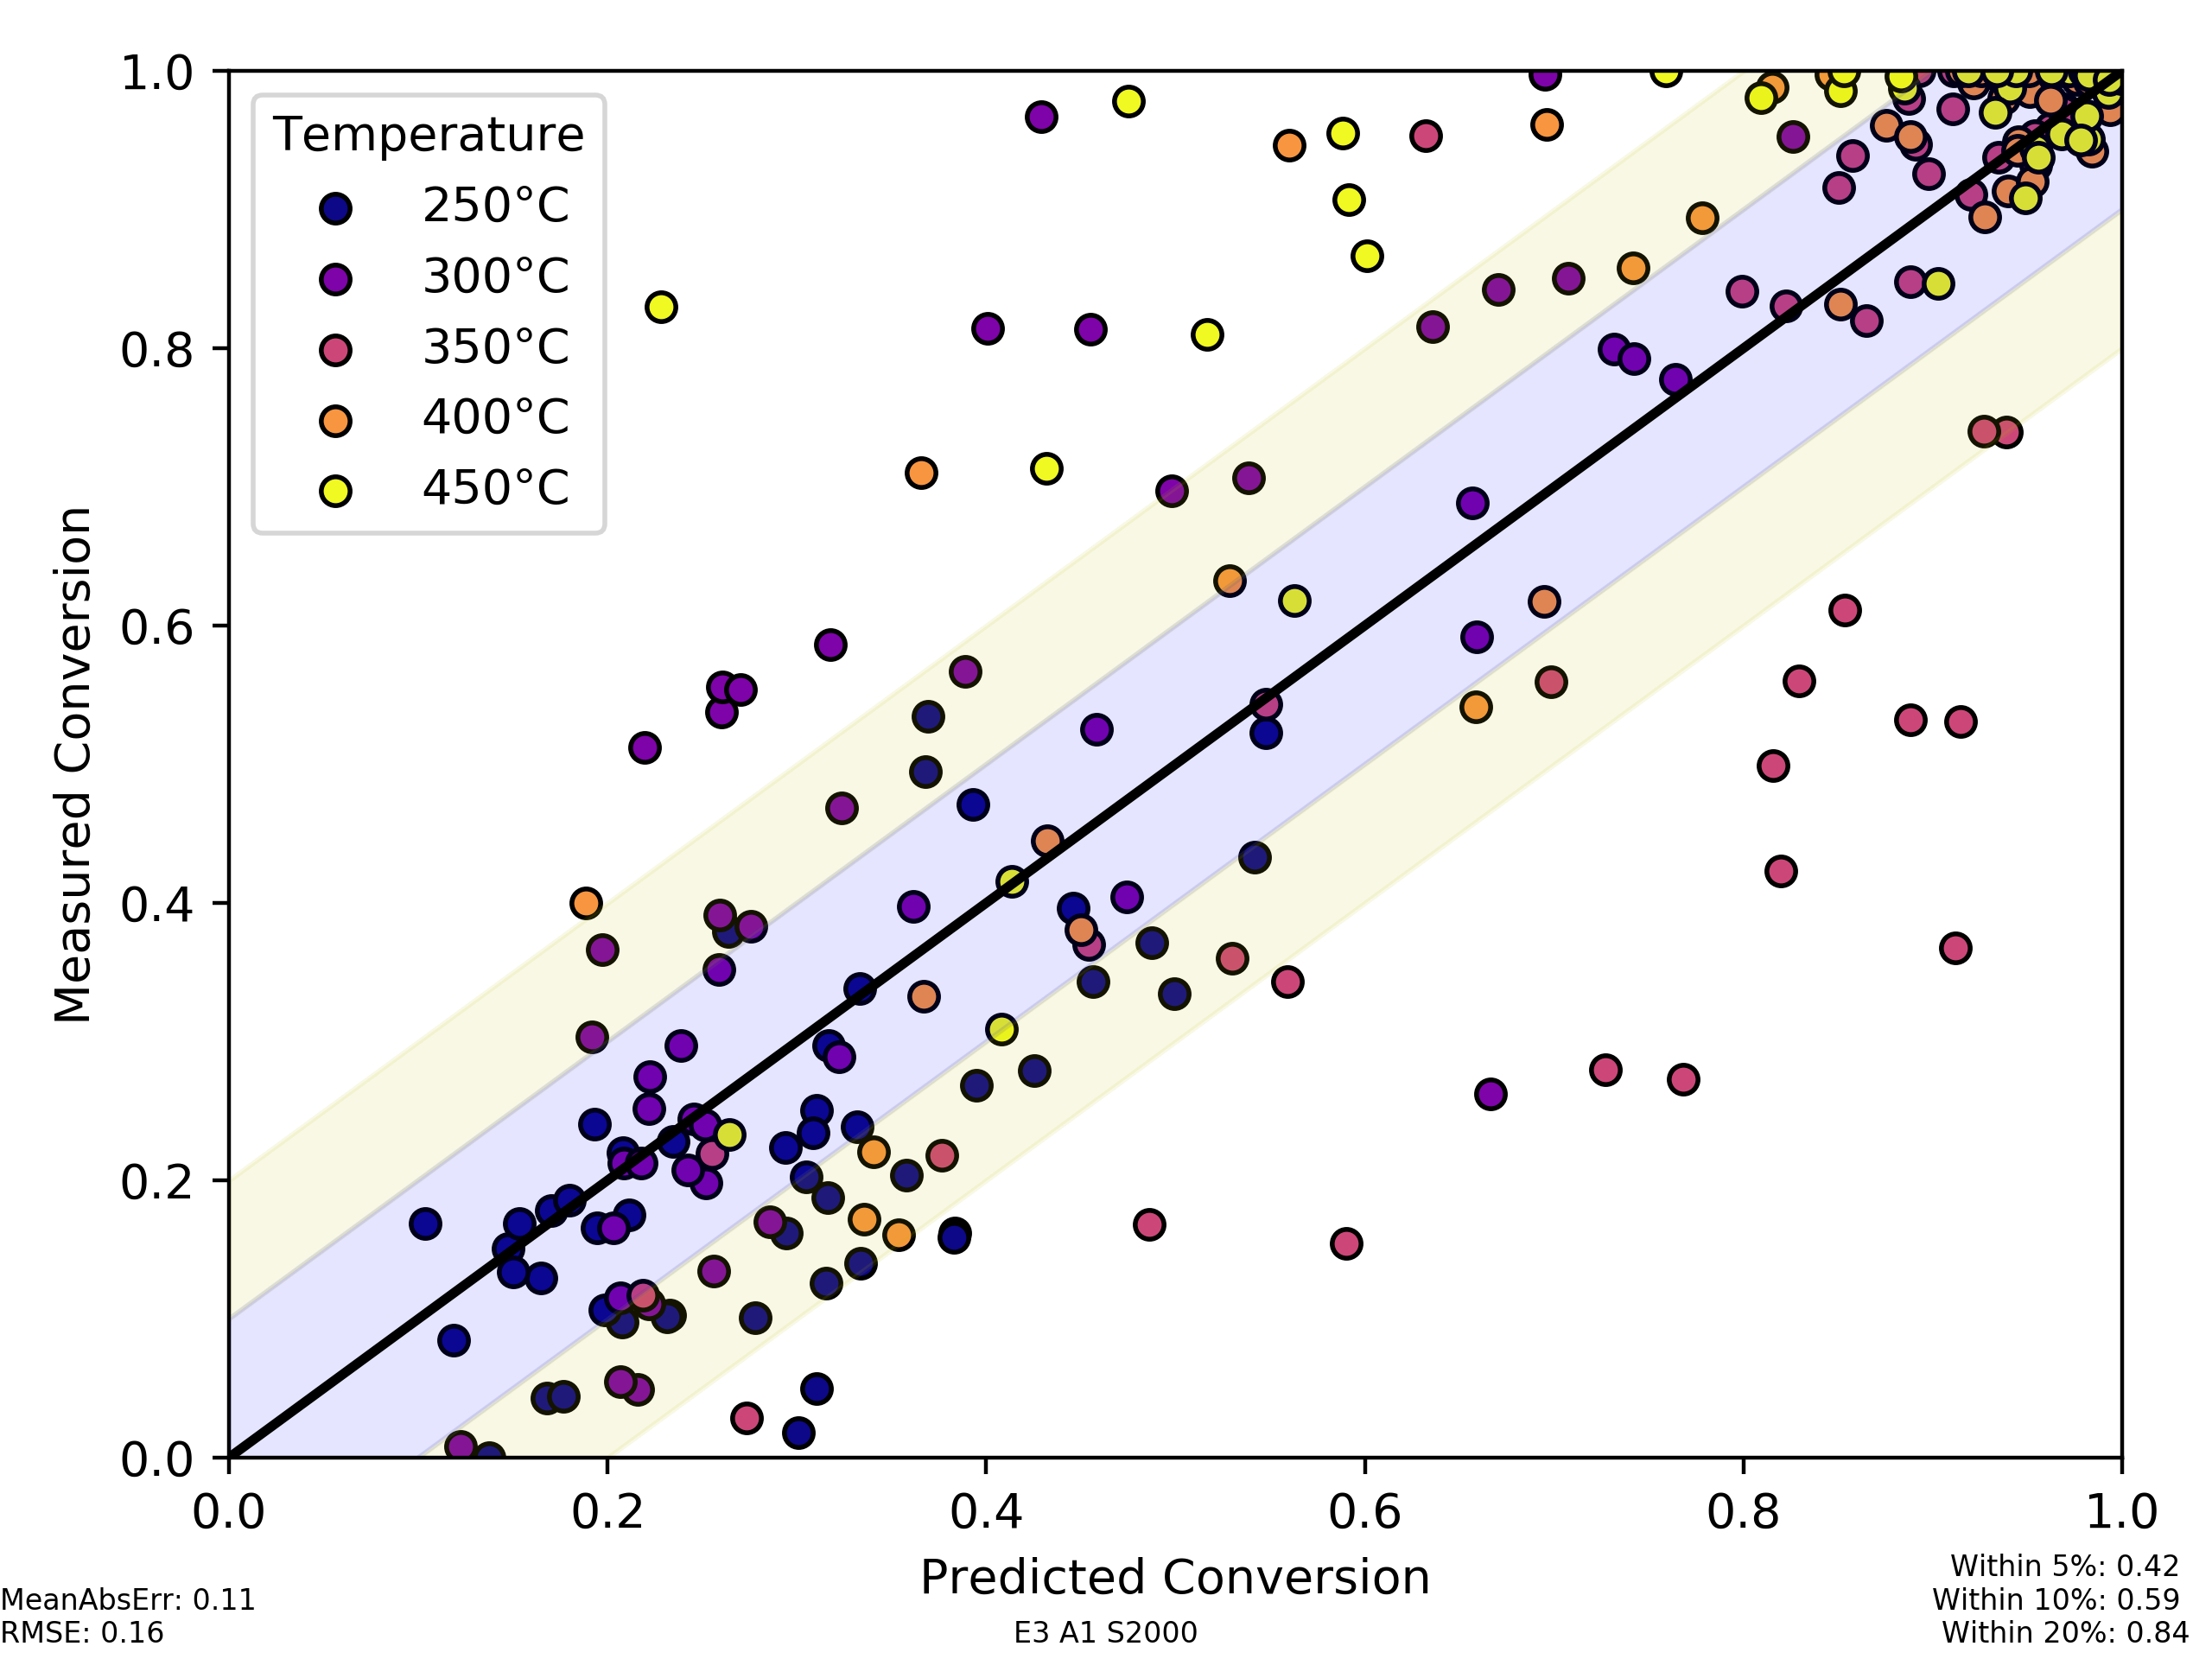 1.0
0.8
0.6
0.4
0.2
0.0
Measured Conversion
Temperature
250°C
300°C
350°C
400°C
450°C
0.0 0.2 0.4 0.6 0.8 1.0
Predicted Conversion
MeanAbsErr: 0.11
RMSE: 0.16
E3 A1 S2000
Within 5%: 0.42
Within 10%: 0.59
Within 20%: 0.84